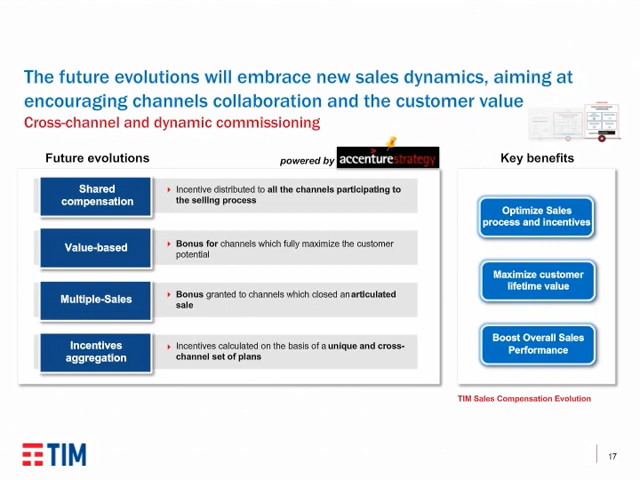 The future evolutions will embrace new sales dynamics, aiming at
encouraging channels collaboration and the customer value
Cross-channel and dynamic commissioning
Future evolutions
powered by accenturestrategy
Key benefits
Shared
compensation
Incentive distributed to all the channels participating to
the selling process
Value-based
Bonus for channels which fully maximize the customer
potential
Multiple-Sales
Bonus granted to channels which closed an articulated
sale
Incentives
aggregation
Incentives calculated on the basis of a unique and cross-
channel set of plans
Optimize Sales
process and incentives
Maximize customer
lifetime value
Boost Overall Sales
Performance
TIM Sales Compensation Evolution
TIM
17